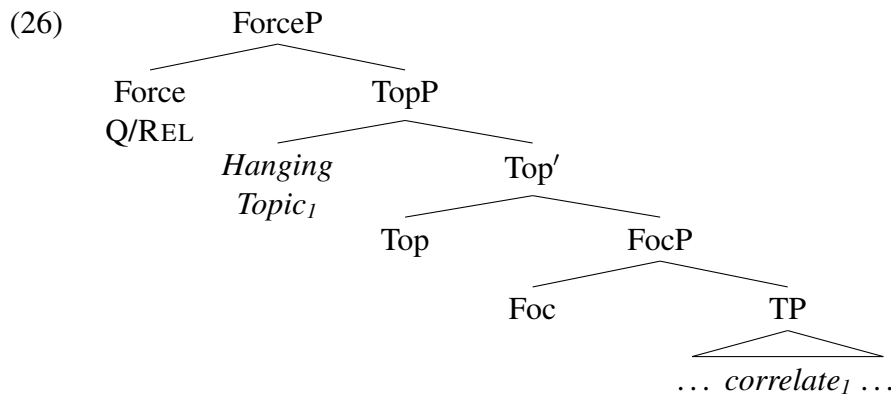 (26) ForceP
Force TopP
Q/REL
Hanging Top′
Topic₁
Top FocP
Foc TP
… correlate₁ …